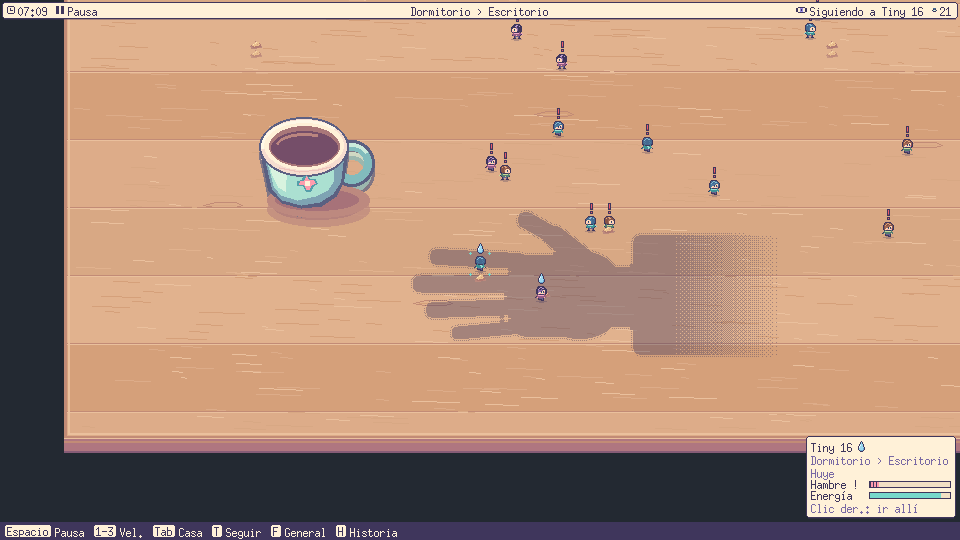 07:09 Pausa
Dormitorio > Escritorio
Siguiendo a Tiny 16 21
Tiny 16
Dormitorio > Escritorio
Huye
Hambre !
Energía
Clic der.: ir allí
Espacio Pausa 1-3 Vel. Tab Casa T Seguir F General H Historia